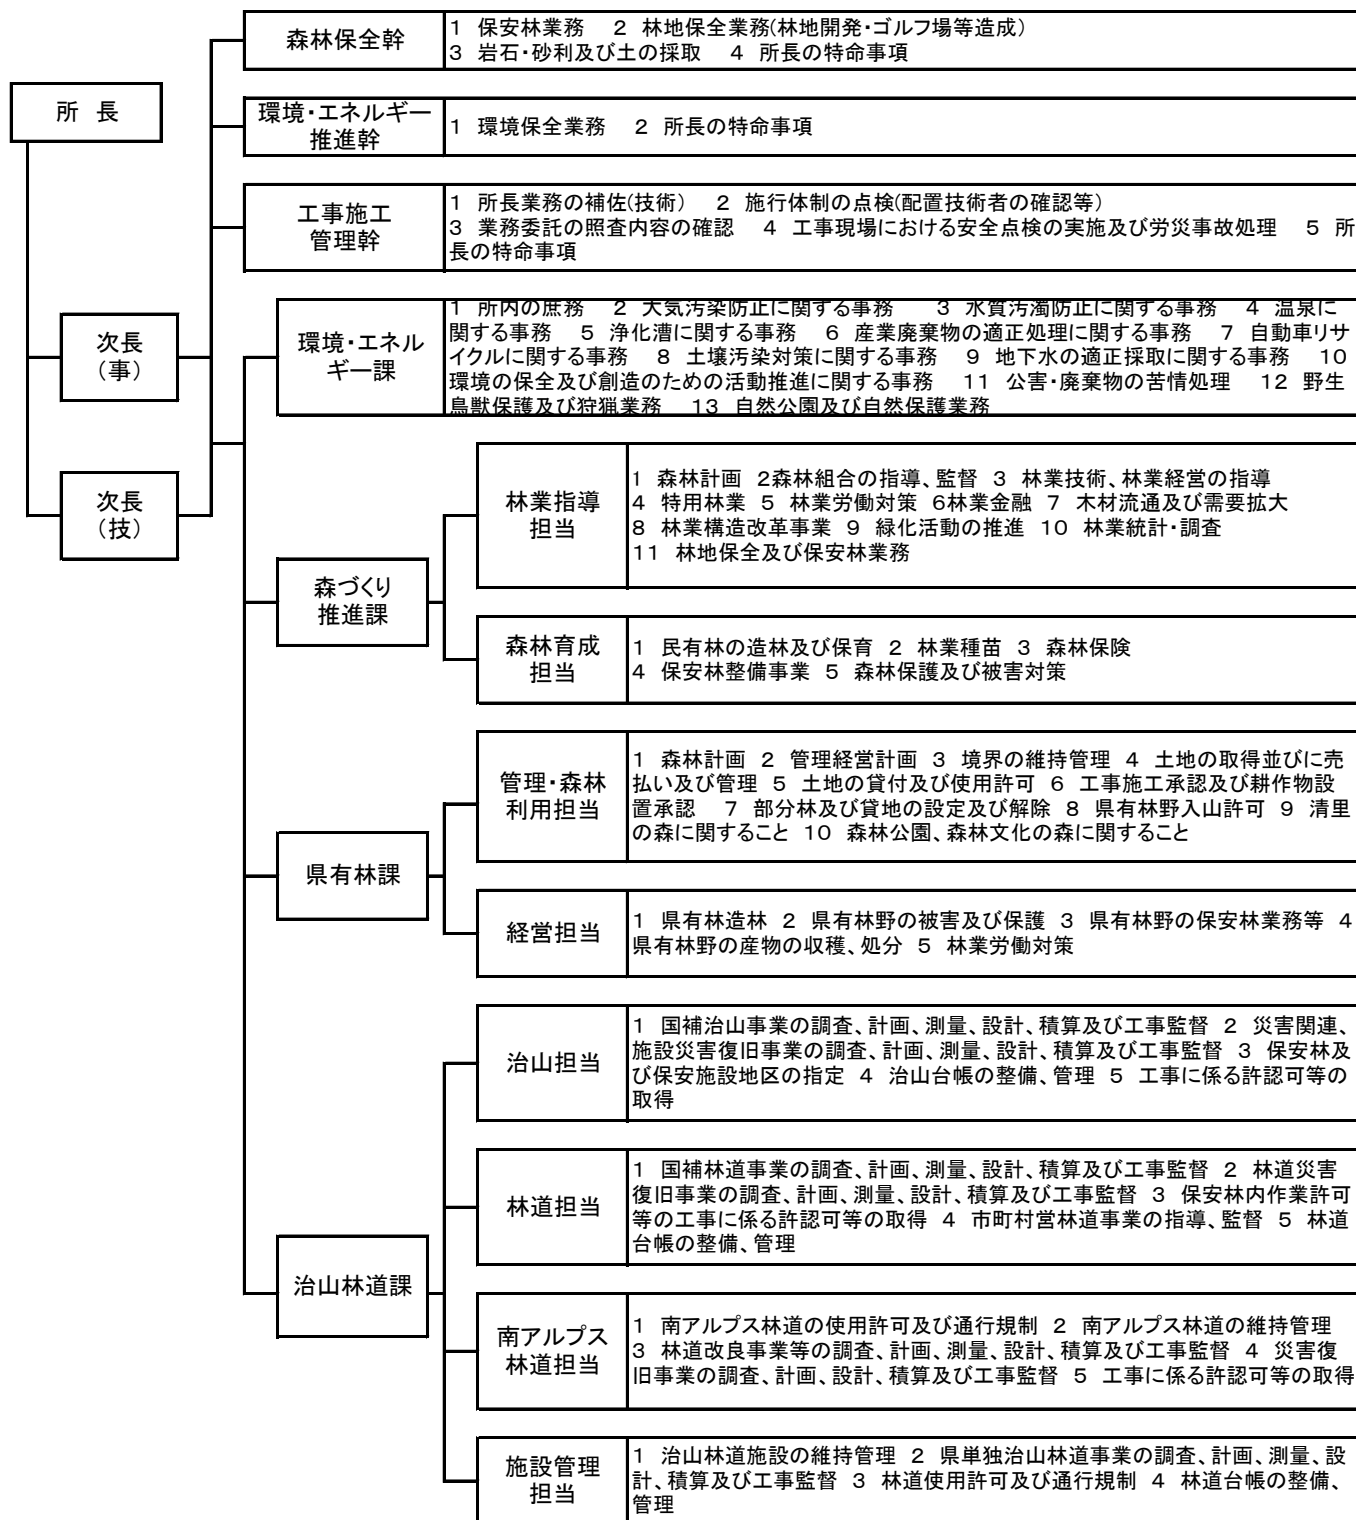 所 長
次長
（事）
次長
（技）
森林保全幹
1 保安林業務 2 林地保全業務(林地開発・ゴルフ場等造成)
3 岩石・砂利及び土の採取 4 所長の特命事項
環境・エネルギー
推進幹
1 環境保全業務 2 所長の特命事項
工事施工
管理幹
1 所長業務の補佐(技術) 2 施行体制の点検(配置技術者の確認等)
3 業務委託の照査内容の確認 4 工事現場における安全点検の実施及び労災事故処理 5 所
長の特命事項
環境・エネル
ギー課
1 所内の庶務 2 大気汚染防止に関する事務 3 水質汚濁防止に関する事務 4 温泉に
関する事務 5 浄化漕に関する事務 6 産業廃棄物の適正処理に関する事務 7 自動車リサ
イクルに関する事務 8 土壌汚染対策に関する事務 9 地下水の適正採取に関する事務 10
環境の保全及び創造のための活動推進に関する事務 11 公害・廃棄物の苦情処理 12 野生
鳥獣保護及び狩猟業務 13 自然公園及び自然保護業務
森づくり
推進課
林業指導
担当
1 森林計画 2森林組合の指導、監督 3 林業技術、林業経営の指導
4 特用林業 5 林業労働対策 6林業金融 7 木材流通及び需要拡大
8 林業構造改革事業 9 緑化活動の推進 10 林業統計・調査
11 林地保全及び保安林業務
森林育成
担当
1 民有林の造林及び保育 2 林業種苗 3 森林保険
4 保安林整備事業 5 森林保護及び被害対策
県有林課
管理・森林
利用担当
1 森林計画 2 管理経営計画 3 境界の維持管理 4 土地の取得並びに売
払い及び管理 5 土地の貸付及び使用許可 6 工事施工承認及び耕作物設
置承認 7 部分林及び貸地の設定及び解除 8 県有林野入山許可 9 清里
の森に関すること 10 森林公園、森林文化の森に関すること
経営担当
1 県有林造林 2 県有林野の被害及び保護 3 県有林野の保安林業務等 4
県有林野の産物の収穫、処分 5 林業労働対策
治山林道課
治山担当
1 国補治山事業の調査、計画、測量、設計、積算及び工事監督 2 災害関連、
施設災害復旧事業の調査、計画、測量、設計、積算及び工事監督 3 保安林及
び保安施設地区の指定 4 治山台帳の整備、管理 5 工事に係る許認可等の
取得
林道担当
1 国補林道事業の調査、計画、測量、設計、積算及び工事監督 2 林道災害
復旧事業の調査、計画、測量、設計、積算及び工事監督 3 保安林内作業許可
等の工事に係る許認可等の取得 4 市町村営林道事業の指導、監督 5 林道
台帳の整備、管理
南アルプス
林道担当
1 南アルプス林道の使用許可及び通行規制 2 南アルプス林道の維持管理
3 林道改良事業等の調査、計画、測量、設計、積算及び工事監督 4 災害復
旧事業の調査、計画、設計、積算及び工事監督 5 工事に係る許認可等の取得
施設管理
担当
1 治山林道施設の維持管理 2 県単独治山林道事業の調査、計画、測量、設
計、積算及び工事監督 3 林道使用許可及び通行規制 4 林道台帳の整備、
管理